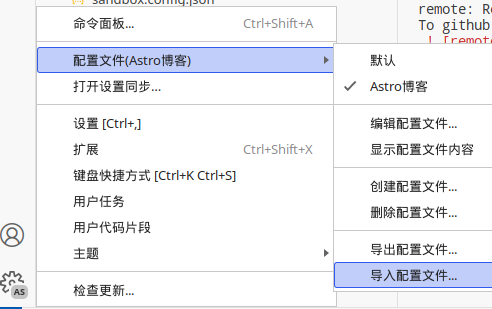 sandbox.config.json
命令面板... Ctrl+Shift+A
配置文件(Astro博客)
打开设置同步...
设置 [Ctrl+,]
扩展 Ctrl+Shift+X
键盘快捷方式 [Ctrl+K Ctrl+S]
用户任务
用户代码片段
主题
检查更新...
AS
remote: Re
To github
! [remot
默认
Astro博客
编辑配置文件...
显示配置文件内容
创建配置文件...
删除配置文件...
导出配置文件...
导入配置文件...